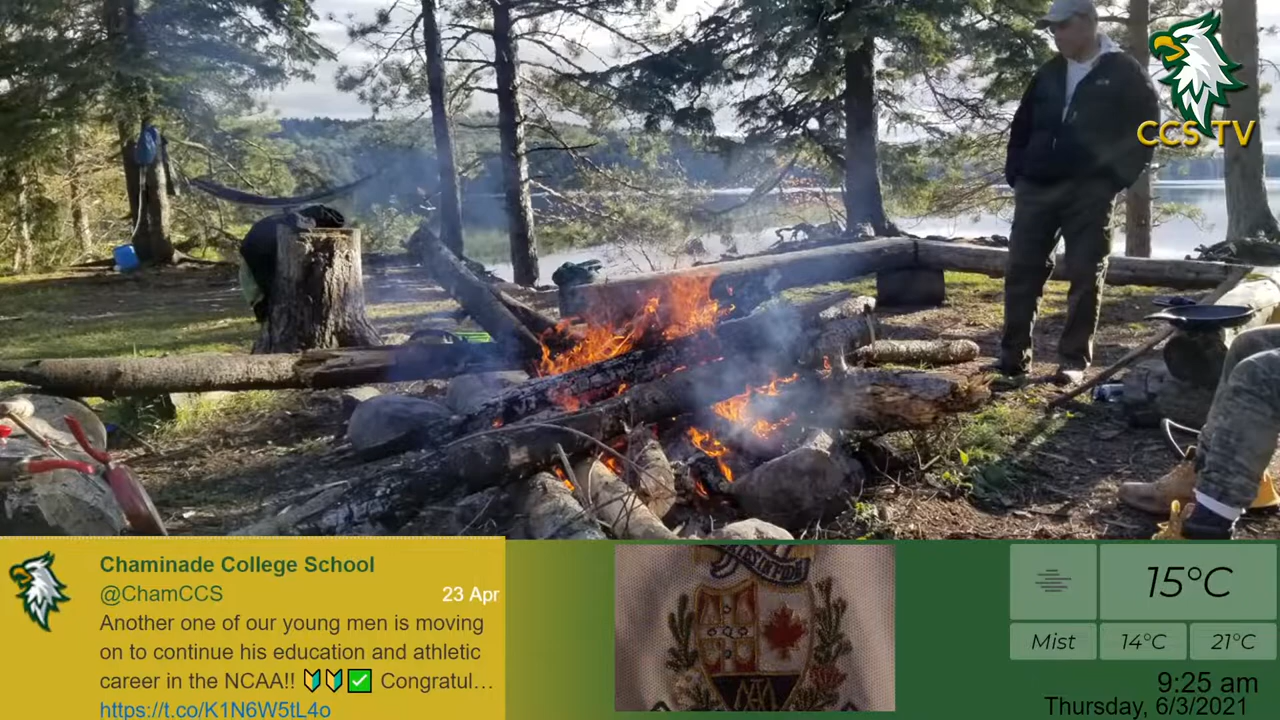 CCS TV
Chaminade College School
@ChamCCS
23 Apr
Another one of our young men is moving
on to continue his education and athletic
career in the NCAA!! 🔰🔰✅ Congratul…
https://t.co/K1N6W5tL4o
15°C
Mist
14°C
21°C
9:25 am
Thursday, 6/3/2021